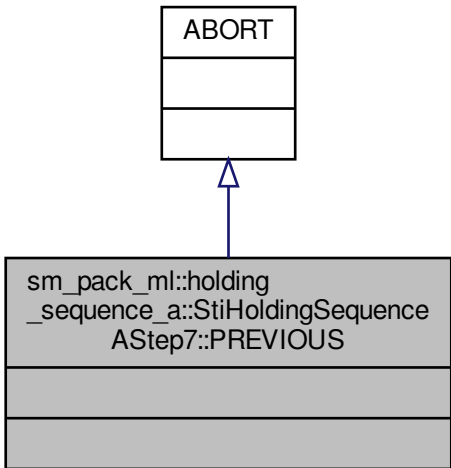 ABORT
sm_pack_ml::holding
_sequence_a::StiHoldingSequence
AStep7::PREVIOUS